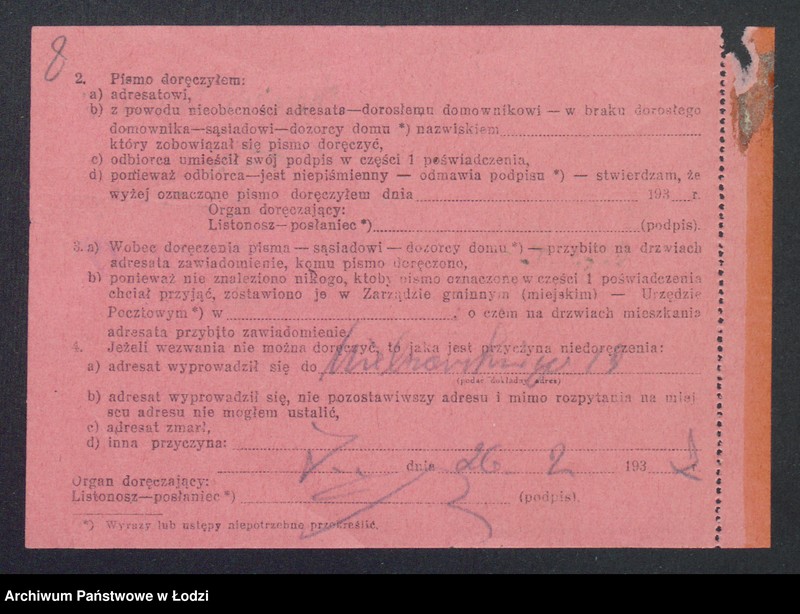 8
2. Pismo doręczyłem:
a) adresatowi,
b) z powodu nieobecności adresata—dorosłemu domownikowi — w braku dorosłego
domownika—sąsiadowi—dozorcy domu *) nazwiskiem
który zobowiązał się pismo doręczyć,
c) odbiorca umieścił swój podpis w części 1 poświadczenia,
d) ponieważ odbiorca—jest niepiśmienny — odmawia podpisu *) — stwierdzam, że
wyżej oznaczone pismo doręczyłem dnia 193 r.
Organ doręczający:
Listonosz—posłaniec *) (podpis).
3. a) Wobec doręczenia pisma — sąsiadowi — dozorcy domu *) — przybito na drzwiach
adresata zawiadomienie, komu pismo doręczono,
b) ponieważ nie znaleziono nikogo, ktoby pismo oznaczone w części 1 poświadczenia
chciał przyjąć, zostawiono je w Zarządzie gminnym (miejskim) — Urzędzie
Pocztowym *) w , o czem na drzwiach mieszkania
adresata przybito zawiadomienie.
4. Jeżeli wezwania nie można doręczyć, to jaka jest przyczyna niedoręczenia:
a) adresat wyprowadził się do
(podać dokładny adres)
b) adresat wyprowadził się, nie pozostawiwszy adresu i mimo rozpytania na miej
scu adresu nie mogłem ustalić,
c) adresat zmarł,
d) inna przyczyna:
dnia 26 2 193 r.
Organ doręczający:
Listonosz—posłaniec *) (podpis).
*) Wyrazy lub ustępy niepotrzebne przekreślić.
Archiwum Państwowe w Łodzi